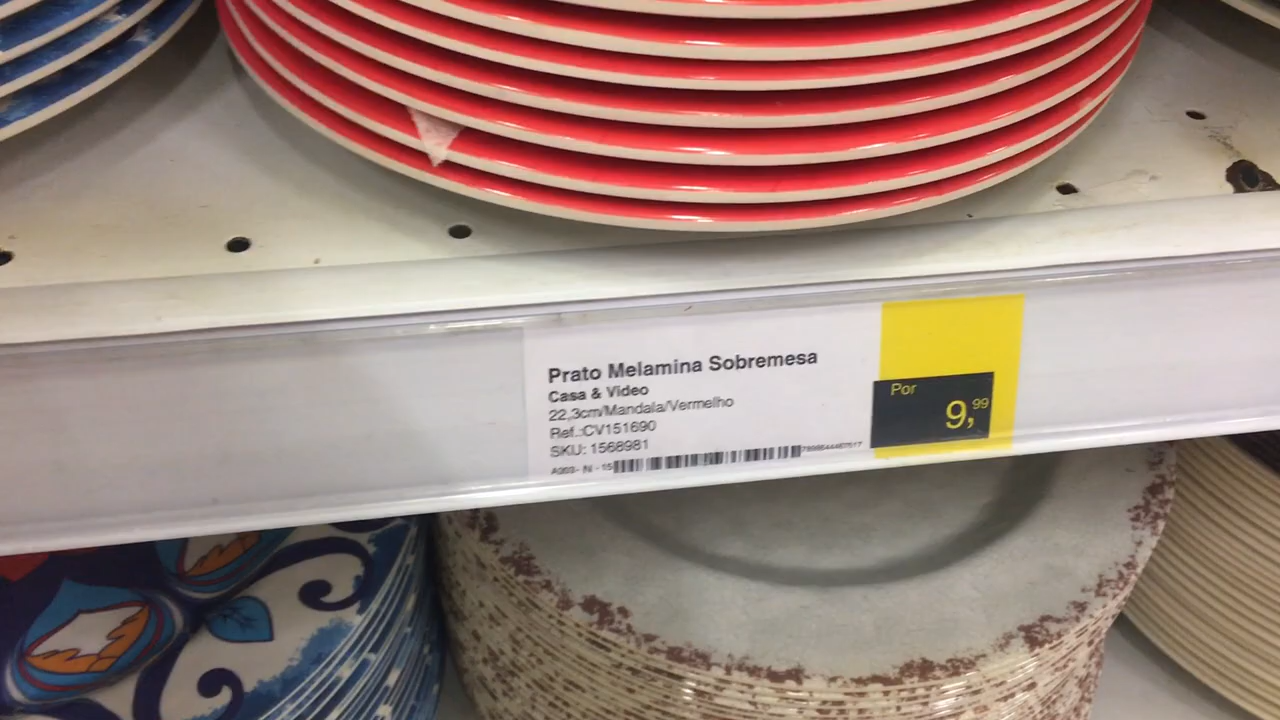 Prato Melamina Sobremesa
Casa & Video
22,3cm/Mandala/Vermelho
Ref.:CV151690
SKU: 1568981
Por
9,99